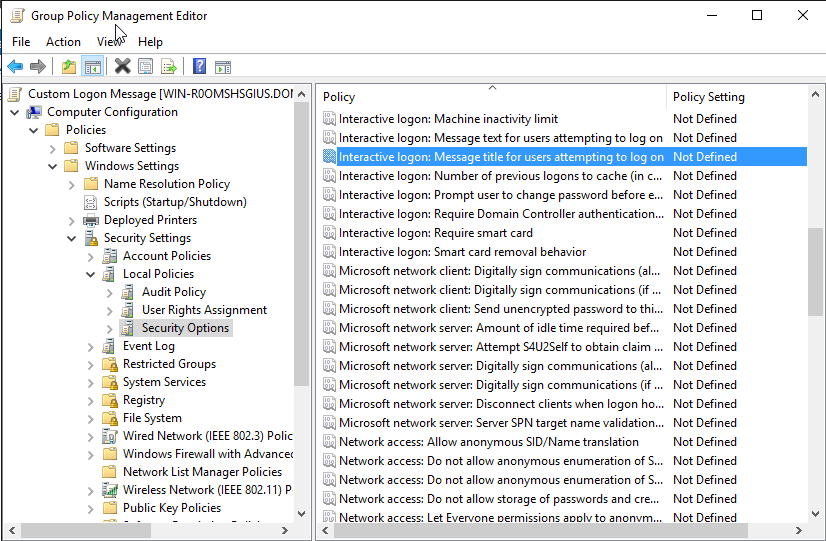 Group Policy Management Editor
File Action View Help
Custom Logon Message [WIN-R0OMSHSGIUS.DOM
Computer Configuration
Policies
Software Settings
Windows Settings
Name Resolution Policy
Scripts (Startup/Shutdown)
Deployed Printers
Security Settings
Account Policies
Local Policies
Audit Policy
User Rights Assignment
Security Options
Event Log
Restricted Groups
System Services
Registry
File System
Wired Network (IEEE 802.3) Polic
Windows Firewall with Advanced
Network List Manager Policies
Wireless Network (IEEE 802.11) P
Public Key Policies
Policy Policy Setting
Interactive logon: Machine inactivity limit Not Defined
Interactive logon: Message text for users attempting to log on Not Defined
Interactive logon: Message title for users attempting to log on Not Defined
Interactive logon: Number of previous logons to cache (in c... Not Defined
Interactive logon: Prompt user to change password before e... Not Defined
Interactive logon: Require Domain Controller authentication... Not Defined
Interactive logon: Require smart card Not Defined
Interactive logon: Smart card removal behavior Not Defined
Microsoft network client: Digitally sign communications (al... Not Defined
Microsoft network client: Digitally sign communications (if ... Not Defined
Microsoft network client: Send unencrypted password to thi... Not Defined
Microsoft network server: Amount of idle time required bef... Not Defined
Microsoft network server: Attempt S4U2Self to obtain claim ... Not Defined
Microsoft network server: Digitally sign communications (al... Not Defined
Microsoft network server: Digitally sign communications (if ... Not Defined
Microsoft network server: Disconnect clients when logon ho... Not Defined
Microsoft network server: Server SPN target name validation... Not Defined
Network access: Allow anonymous SID/Name translation Not Defined
Network access: Do not allow anonymous enumeration of S... Not Defined
Network access: Do not allow anonymous enumeration of S... Not Defined
Network access: Do not allow storage of passwords and cre... Not Defined
Network access: Let Everyone permissions apply to anonym... Not Defined